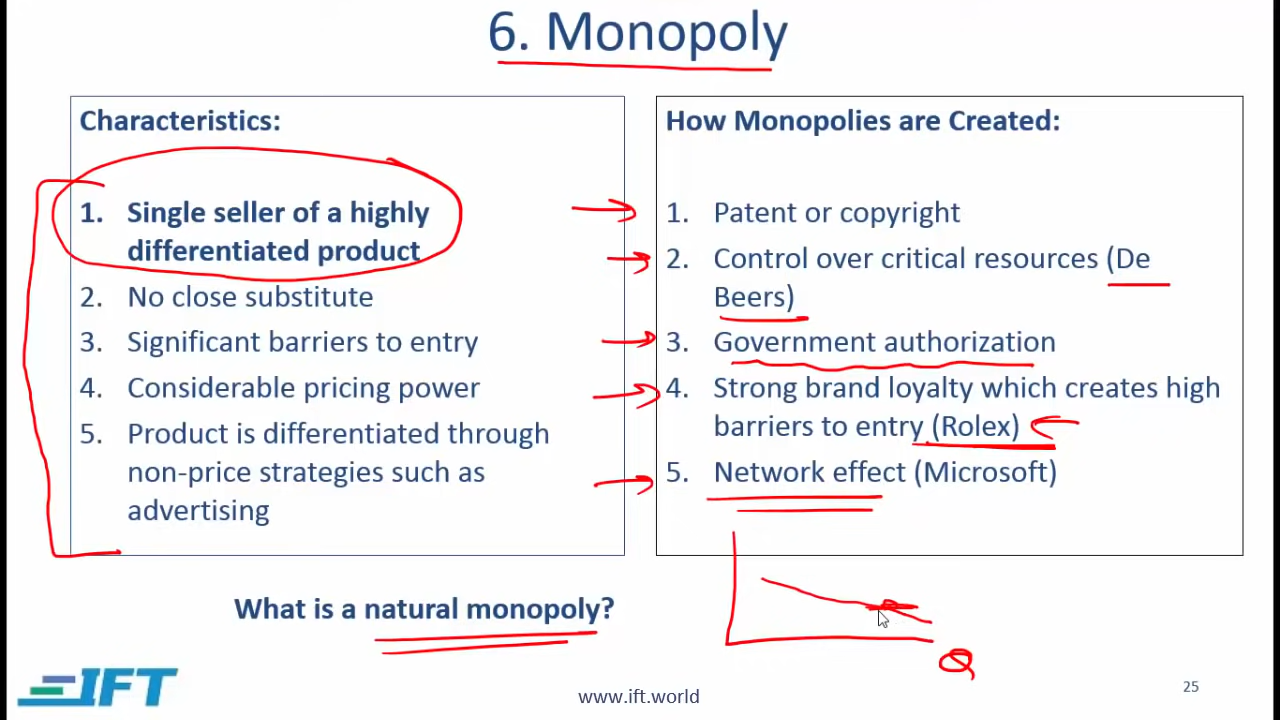 6. Monopoly
Characteristics:
1. Single seller of a highly
differentiated product
2. No close substitute
3. Significant barriers to entry
4. Considerable pricing power
5. Product is differentiated through
non-price strategies such as
advertising
How Monopolies are Created:
1. Patent or copyright
2. Control over critical resources (De
Beers)
3. Government authorization
4. Strong brand loyalty which creates high
barriers to entry (Rolex)
5. Network effect (Microsoft)
What is a natural monopoly?
Q
IFT
www.ift.world
25